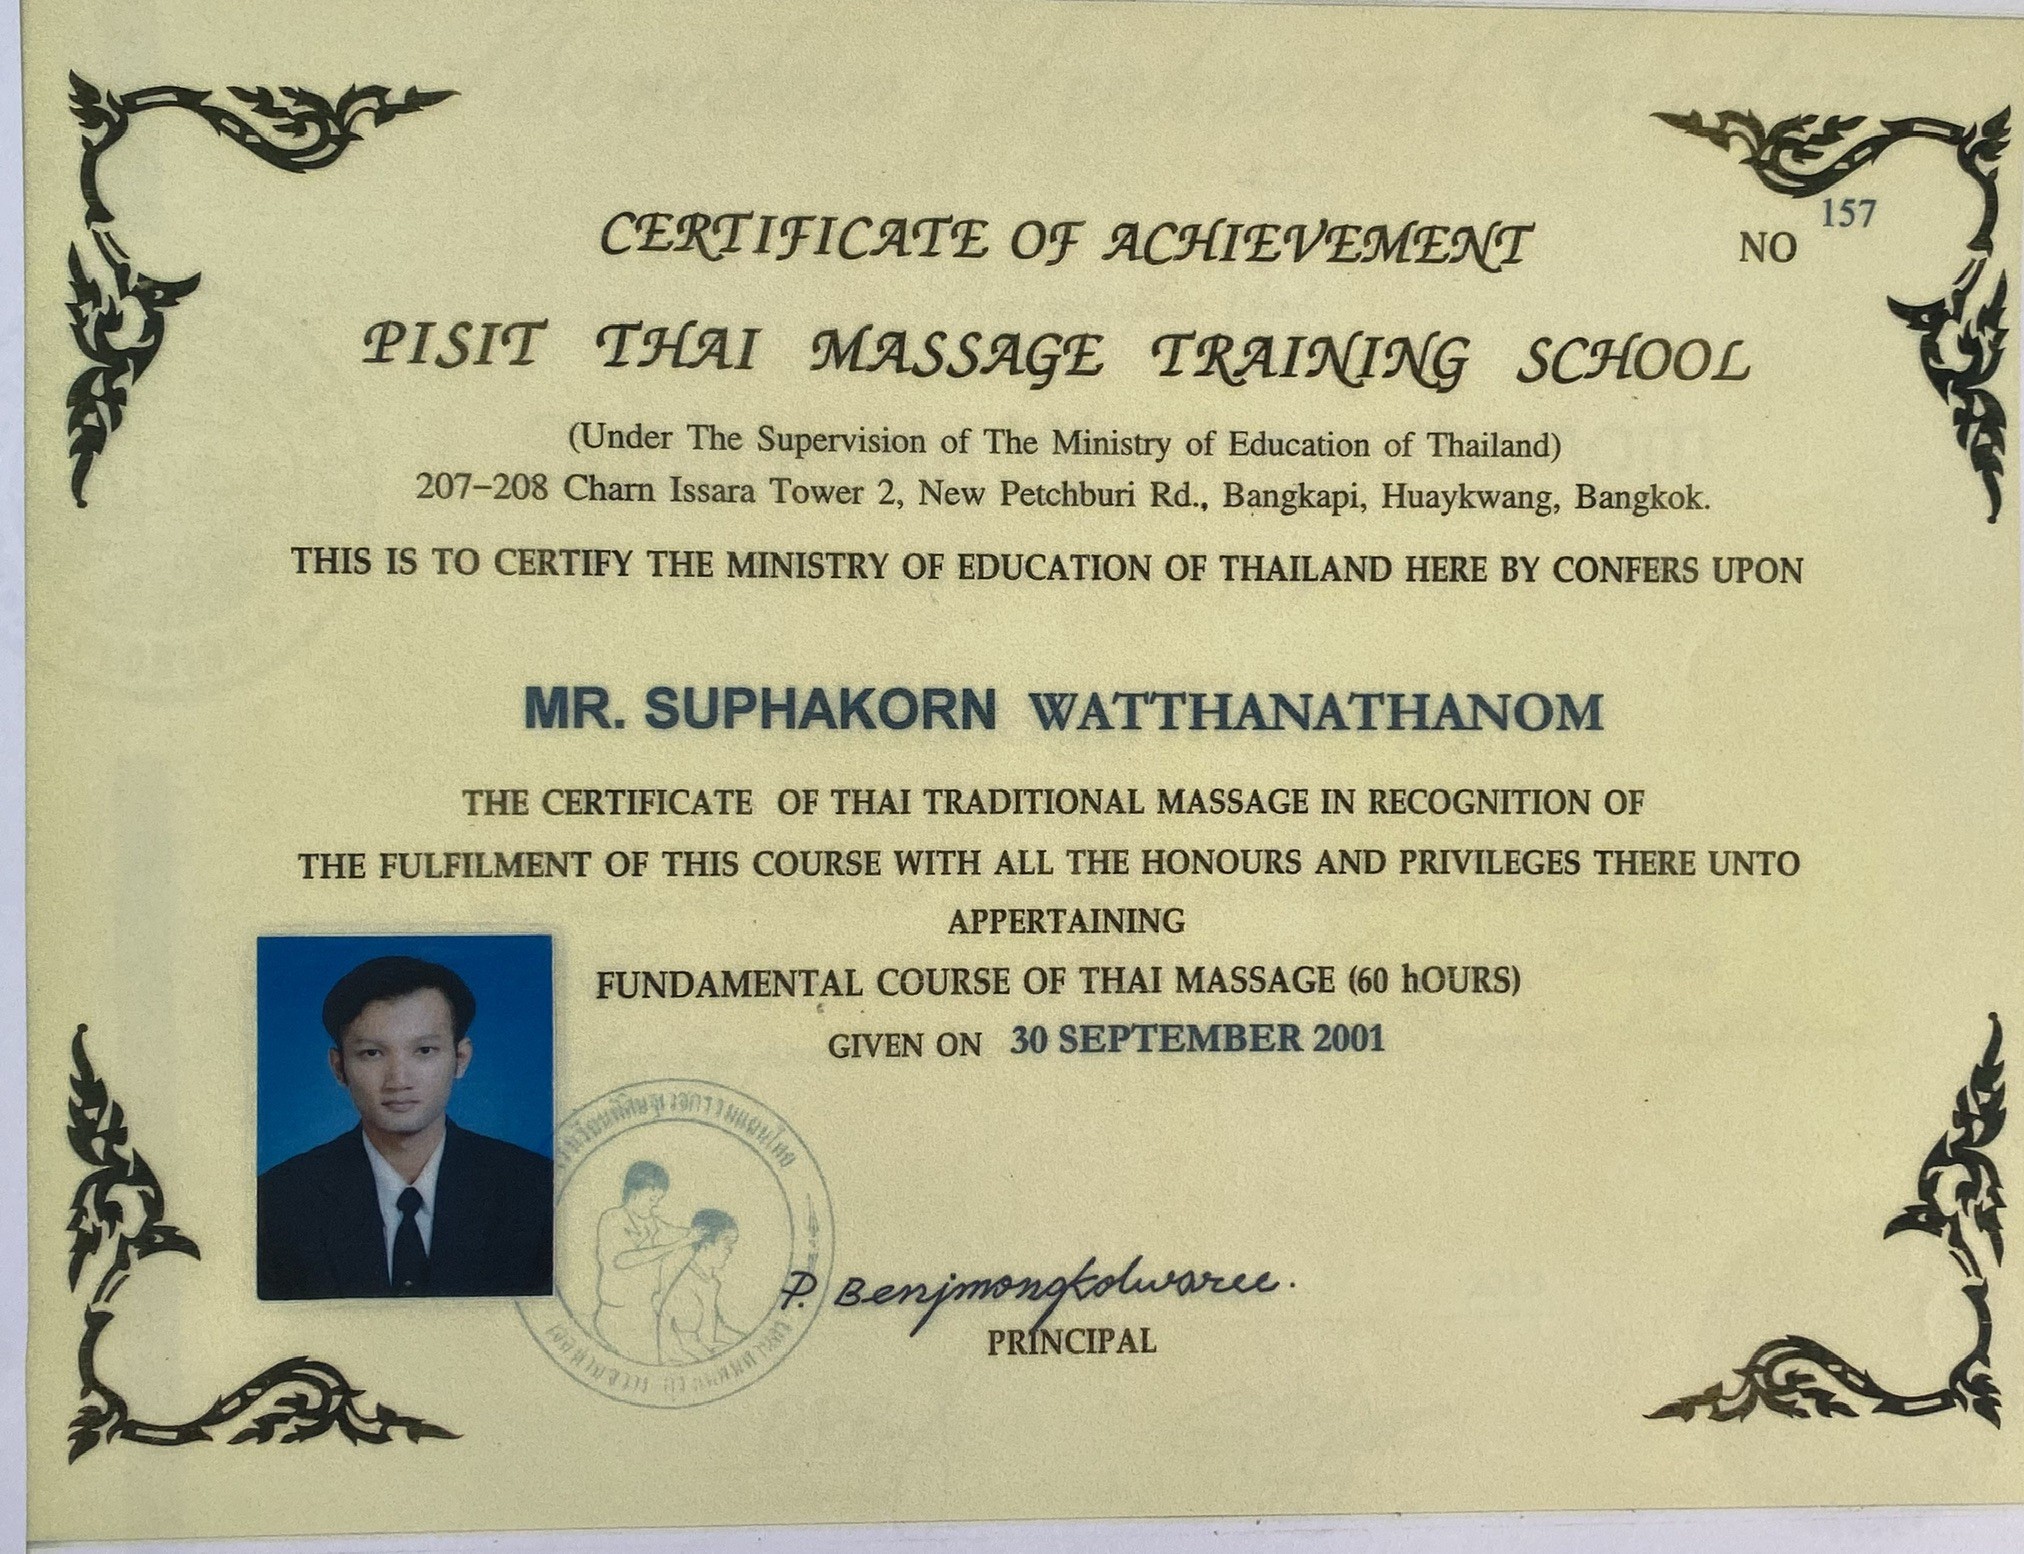 CERTIFICATE OF ACHIEVEMENT
NO 157
PISIT THAI MASSAGE TRAINING SCHOOL
(Under The Supervision of The Ministry of Education of Thailand)
207-208 Charn Issara Tower 2, New Petchburi Rd., Bangkapi, Huaykwang, Bangkok.
THIS IS TO CERTIFY THE MINISTRY OF EDUCATION OF THAILAND HERE BY CONFERS UPON
MR. SUPHAKORN WATTHANATHANOM
THE CERTIFICATE OF THAI TRADITIONAL MASSAGE IN RECOGNITION OF
THE FULFILMENT OF THIS COURSE WITH ALL THE HONOURS AND PRIVILEGES THERE UNTO
APPERTAINING
FUNDAMENTAL COURSE OF THAI MASSAGE (60 hOURS)
GIVEN ON 30 SEPTEMBER 2001
P. Benjmongkolwaree.
PRINCIPAL